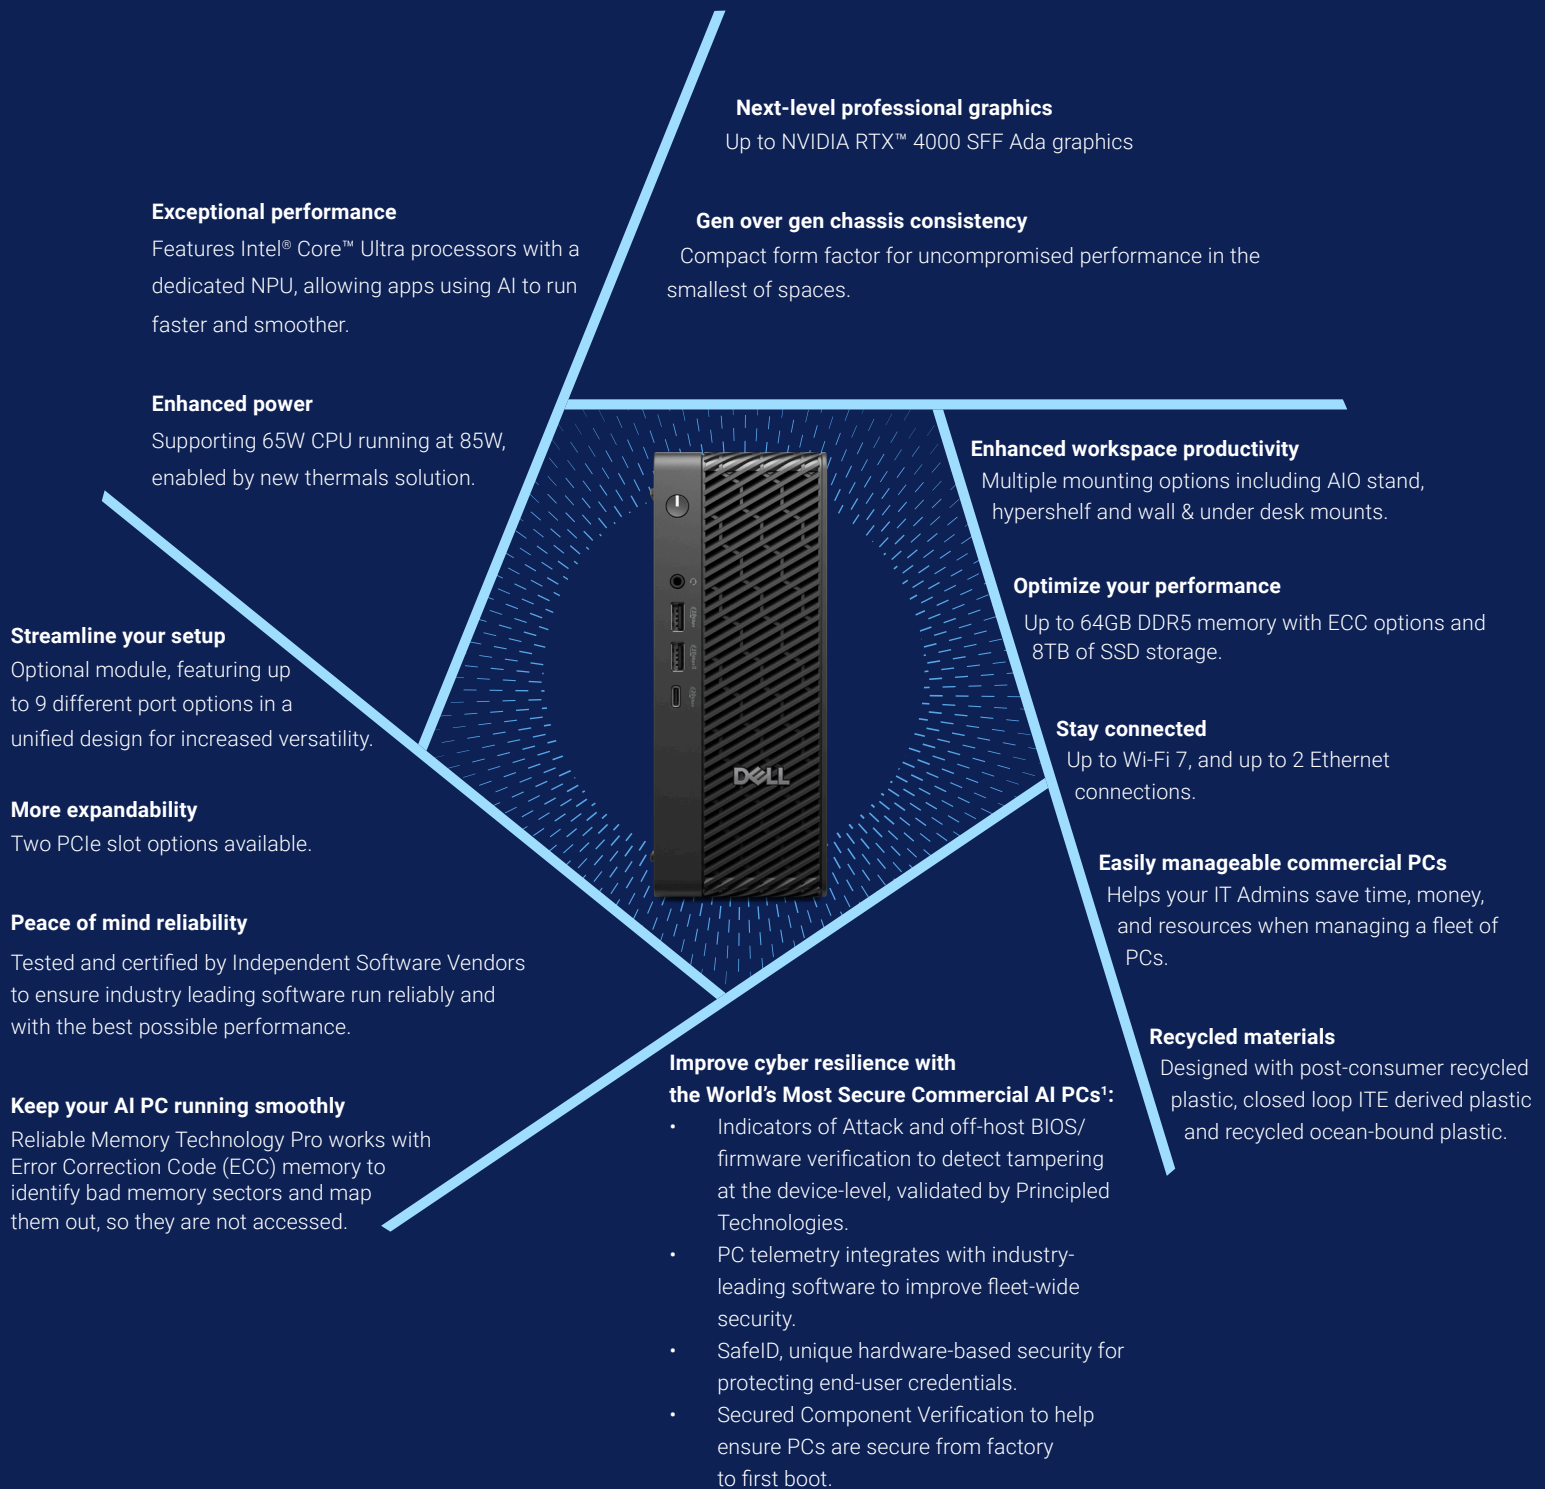 Next-level professional graphics
Up to NVIDIA RTX™ 4000 SFF Ada graphics
Gen over gen chassis consistency
Compact form factor for uncompromised performance in the
smallest of spaces.
Exceptional performance
Features Intel® Core™ Ultra processors with a
dedicated NPU, allowing apps using AI to run
faster and smoother.
Enhanced power
Supporting 65W CPU running at 85W,
enabled by new thermals solution.
Enhanced workspace productivity
Multiple mounting options including AIO stand,
hypershelf and wall & under desk mounts.
Optimize your performance
Up to 64GB DDR5 memory with ECC options and
8TB of SSD storage.
Stay connected
Up to Wi-Fi 7, and up to 2 Ethernet
connections.
Easily manageable commercial PCs
Helps your IT Admins save time, money,
and resources when managing a fleet of
PCs.
Recycled materials
Designed with post-consumer recycled
plastic, closed loop ITE derived plastic
and recycled ocean-bound plastic.
DELL
Streamline your setup
Optional module, featuring up
to 9 different port options in a
unified design for increased versatility.
More expandability
Two PCIe slot options available.
Peace of mind reliability
Tested and certified by Independent Software Vendors
to ensure industry leading software run reliably and
with the best possible performance.
Keep your AI PC running smoothly
Reliable Memory Technology Pro works with
Error Correction Code (ECC) memory to
identify bad memory sectors and map
them out, so they are not accessed.
Improve cyber resilience with
the World's Most Secure Commercial AI PCs¹:
• Indicators of Attack and off-host BIOS/
firmware verification to detect tampering
at the device-level, validated by Principled
Technologies.
• PC telemetry integrates with industry-
leading software to improve fleet-wide
security.
• SafeID, unique hardware-based security for
protecting end-user credentials.
• Secured Component Verification to help
ensure PCs are secure from factory
to first boot.